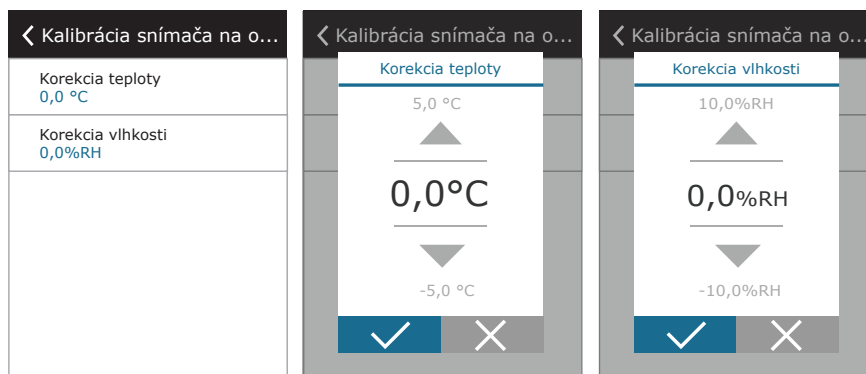 Kalibrácia snímača na o...
Korekcia teploty
0,0 °C
Korekcia vlhkosti
0,0%RH
Kalibrácia snímača na o...
Korekcia teploty
5,0 °C
0,0°C
-5,0 °C
Kalibrácia snímača na o...
Korekcia vlhkosti
10,0%RH
0,0%RH
-10,0%RH